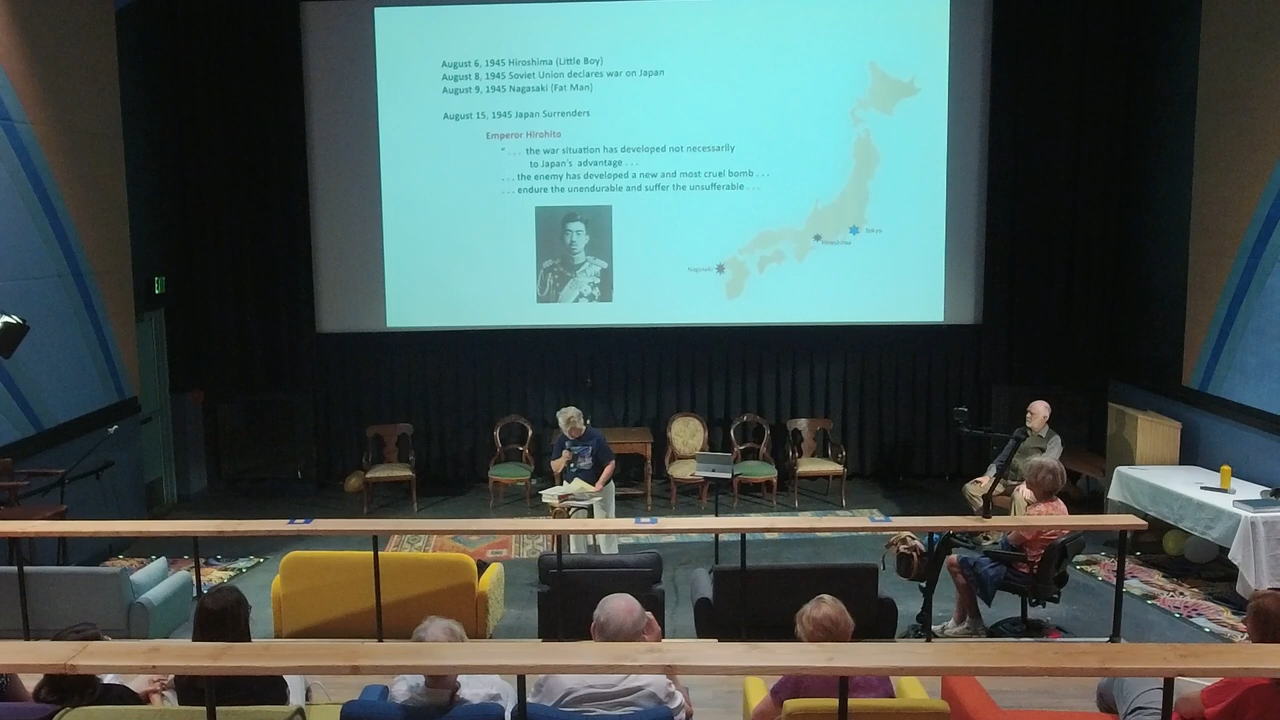 August 6, 1945 Hiroshima (Little Boy)
August 8, 1945 Soviet Union declares war on Japan
August 9, 1945 Nagasaki (Fat Man)
August 15, 1945 Japan Surrenders
Emperor Hirohito
" . . . the war situation has developed not necessarily
to Japan's advantage . . .
. . . the enemy has developed a new and most cruel bomb . . .
. . . endure the unendurable and suffer the unsufferable . . .
Tokyo
Hiroshima
Nagasaki